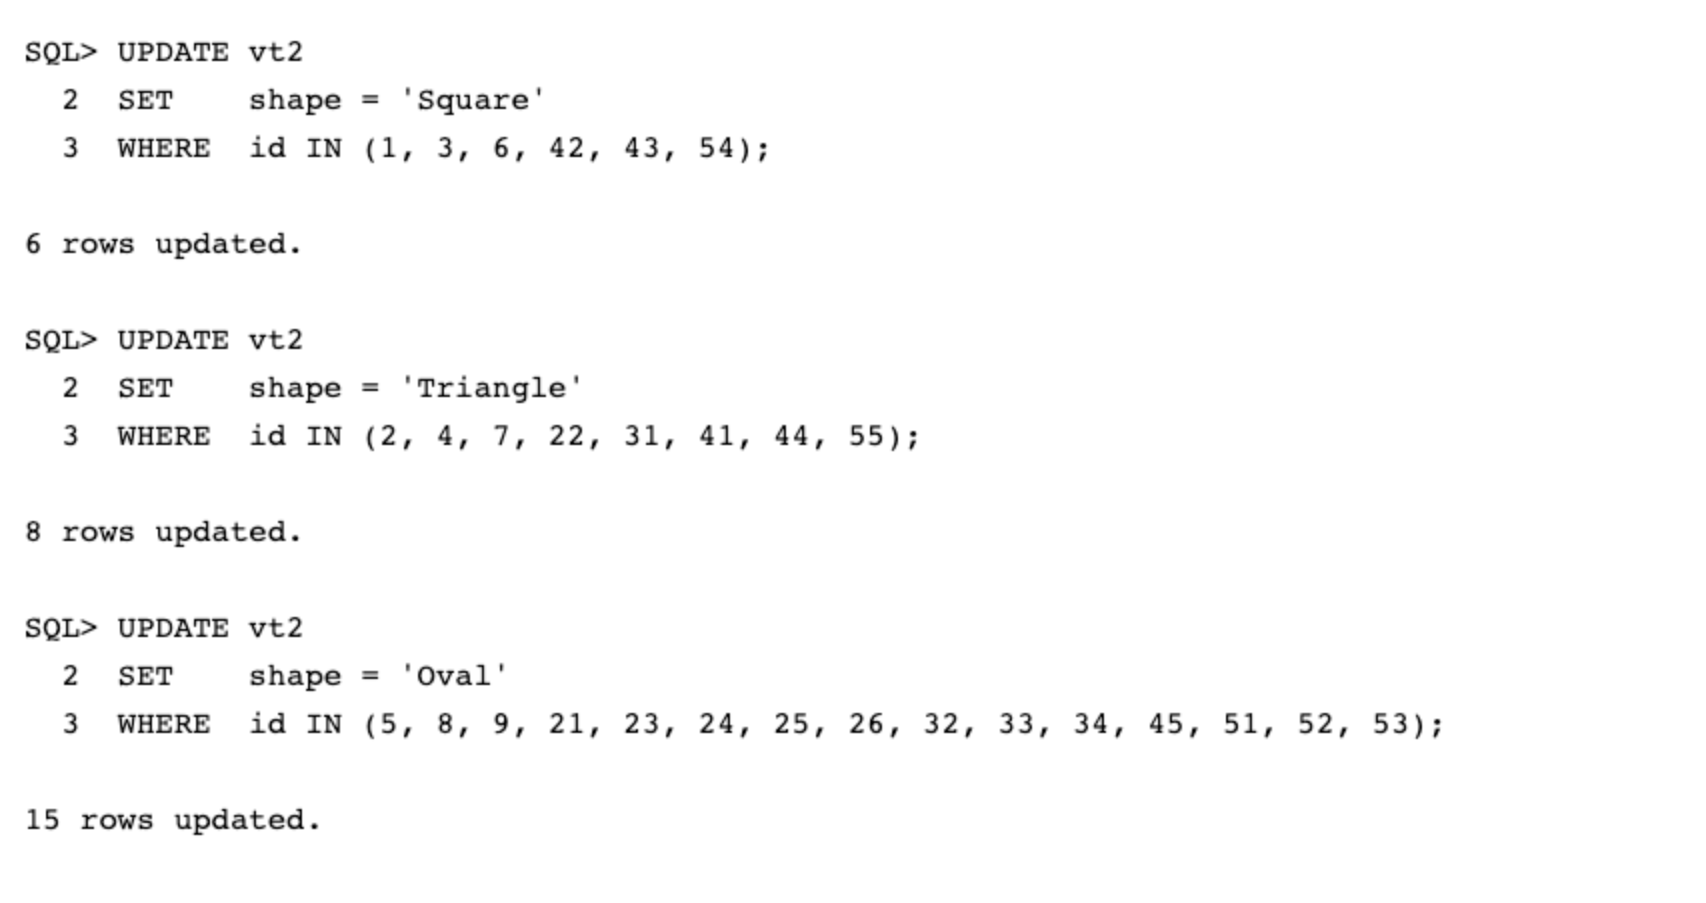 SQL> UPDATE vt2
  2  SET    shape = 'Square'
  3  WHERE  id IN (1, 3, 6, 42, 43, 54);
6 rows updated.
SQL> UPDATE vt2
  2  SET    shape = 'Triangle'
  3  WHERE  id IN (2, 4, 7, 22, 31, 41, 44, 55);
8 rows updated.
SQL> UPDATE vt2
  2  SET    shape = 'Oval'
  3  WHERE  id IN (5, 8, 9, 21, 23, 24, 25, 26, 32, 33, 34, 45, 51, 52, 53);
15 rows updated.